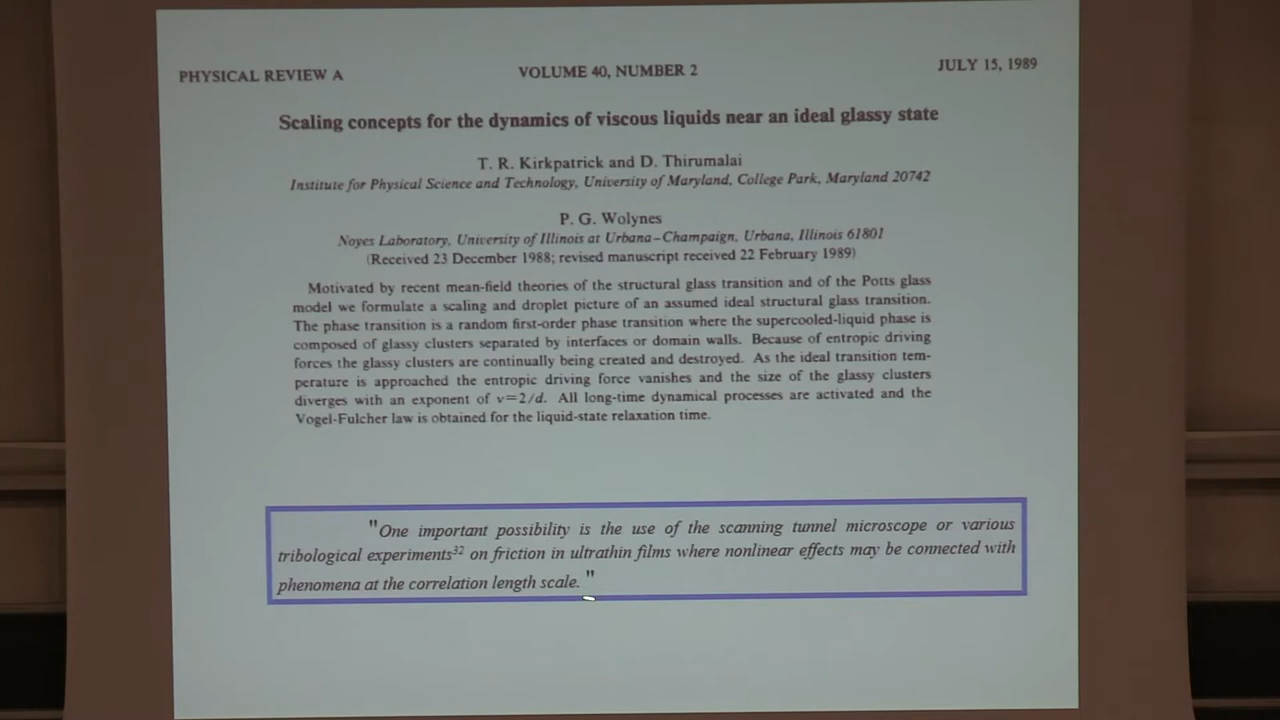 PHYSICAL REVIEW A VOLUME 40, NUMBER 2 JULY 15, 1989
Scaling concepts for the dynamics of viscous liquids near an ideal glassy state
T. R. Kirkpatrick and D. Thirumalai
Institute for Physical Science and Technology, University of Maryland, College Park, Maryland 20742
P. G. Wolynes
Noyes Laboratory, University of Illinois at Urbana–Champaign, Urbana, Illinois 61801
(Received 23 December 1988; revised manuscript received 22 February 1989)
Motivated by recent mean-field theories of the structural glass transition and of the Potts glass
model we formulate a scaling and droplet picture of an assumed ideal structural glass transition.
The phase transition is a random first-order phase transition where the supercooled-liquid phase is
composed of glassy clusters separated by interfaces or domain walls. Because of entropic driving
forces the glassy clusters are continually being created and destroyed. As the ideal transition tem-
perature is approached the entropic driving force vanishes and the size of the glassy clusters
diverges with an exponent of ν=2/d. All long-time dynamical processes are activated and the
Vogel-Fulcher law is obtained for the liquid-state relaxation time.
"One important possibility is the use of the scanning tunnel microscope or various
tribological experiments³² on friction in ultrathin films where nonlinear effects may be connected with
phenomena at the correlation length scale. "